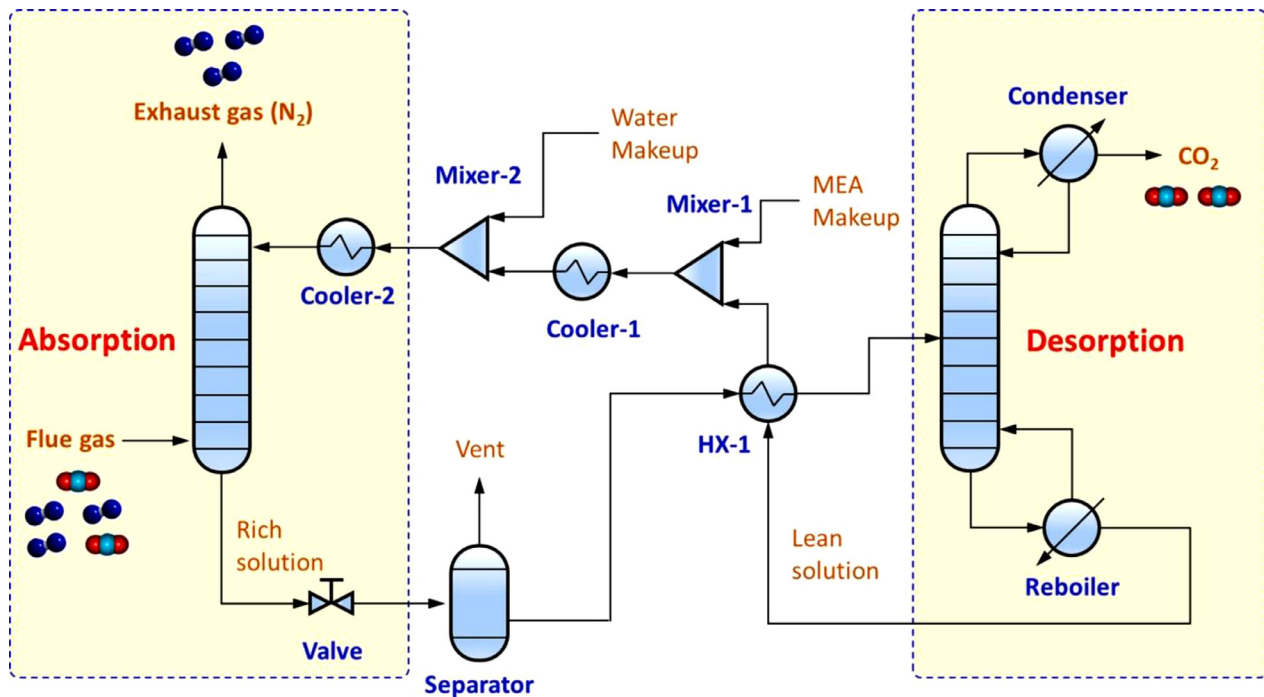 Exhaust gas (N₂)
Water
Makeup
Condenser
CO₂
Mixer-2
MEA
Makeup
Mixer-1
Cooler-2
Cooler-1
Absorption
Desorption
Flue gas
Vent
HX-1
Rich
solution
Lean
solution
Reboiler
Valve
Separator